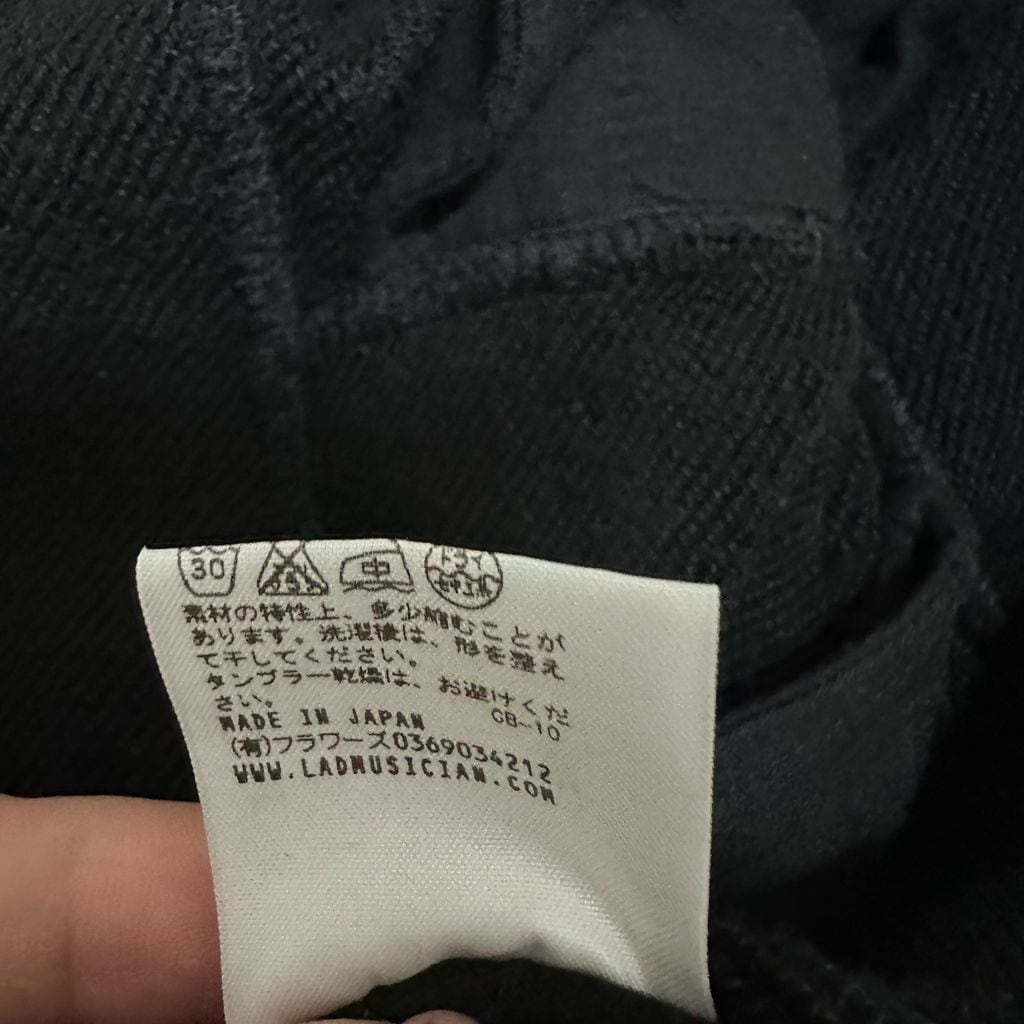 30 中
素材の特性上、多少縮むことが
あります。洗濯後は、形を整え
て干してください。
タンブラー乾燥は、お避けくだ
さい。 CB-10
MADE IN JAPAN
(有)フラワーズ0369034212
WWW.LADMUSICIAN.COM